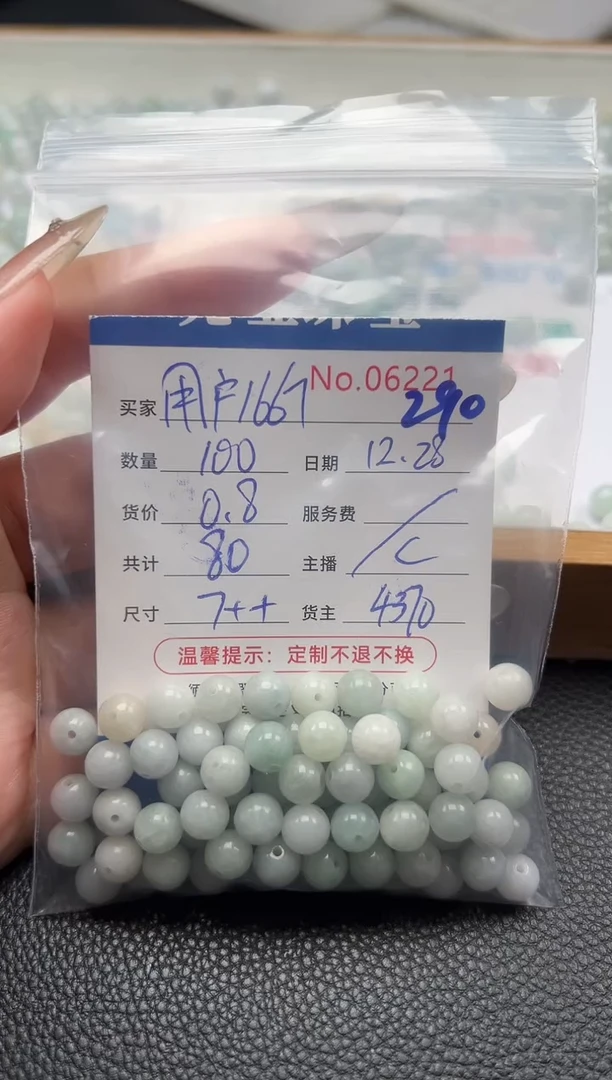 No.06221
买家 用户1667 290
数量 100 日期 12.28
货价 0.8 服务费 /
共计 80 主播 C
尺寸 7++ 货主
温馨提示：定制不退不换